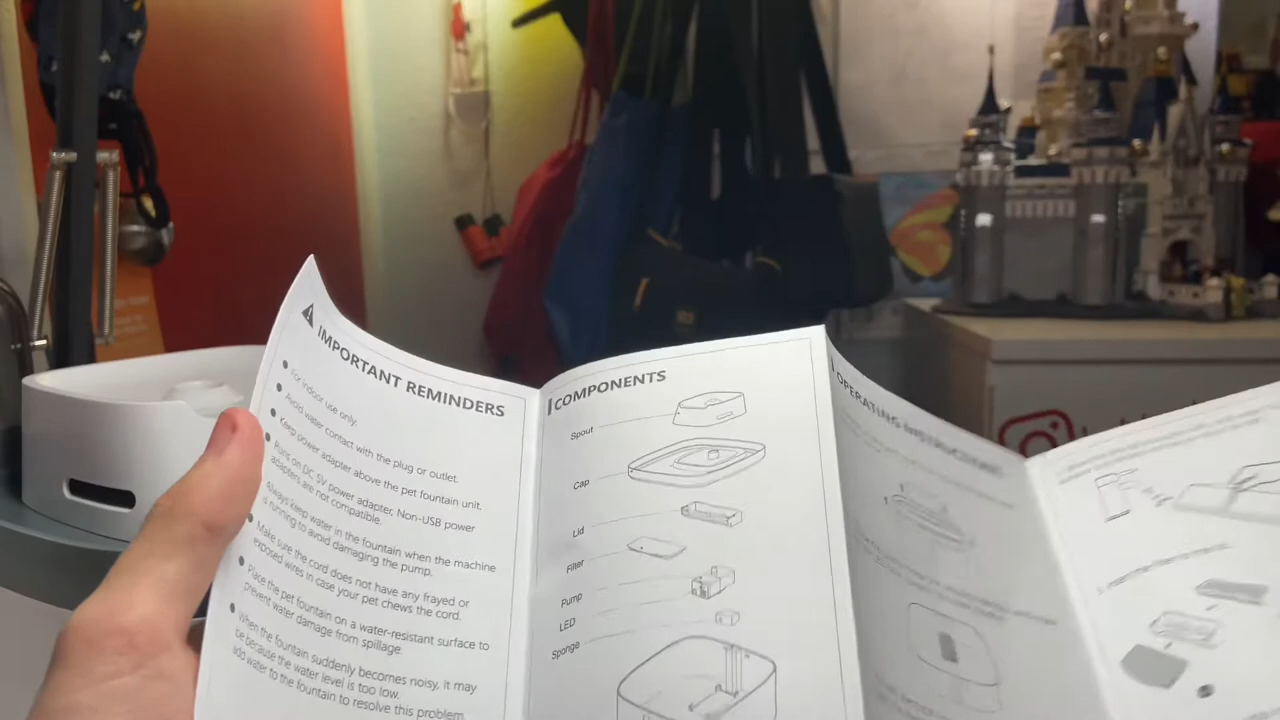 IMPORTANT REMINDERS
For indoor use only.
Avoid water contact with the plug or outlet.
Keep power adapter above the pet fountain unit.
Runs on DC 5V power adapter, Non-USB power
adapters are not compatible.
Always keep water in the fountain when the machine
is running to avoid damaging the pump.
Make sure the cord does not have any frayed or
exposed wires in case your pet chews the cord.
Place the pet fountain on a water-resistant surface to
prevent water damage from spillage.
When the fountain suddenly becomes noisy, it may
be because the water level is too low.
add water to the fountain to resolve this problem.
COMPONENTS
Spout
Cap
Lid
Filter
Pump
LED
Sponge
OPERATING INSTRUCTIONS